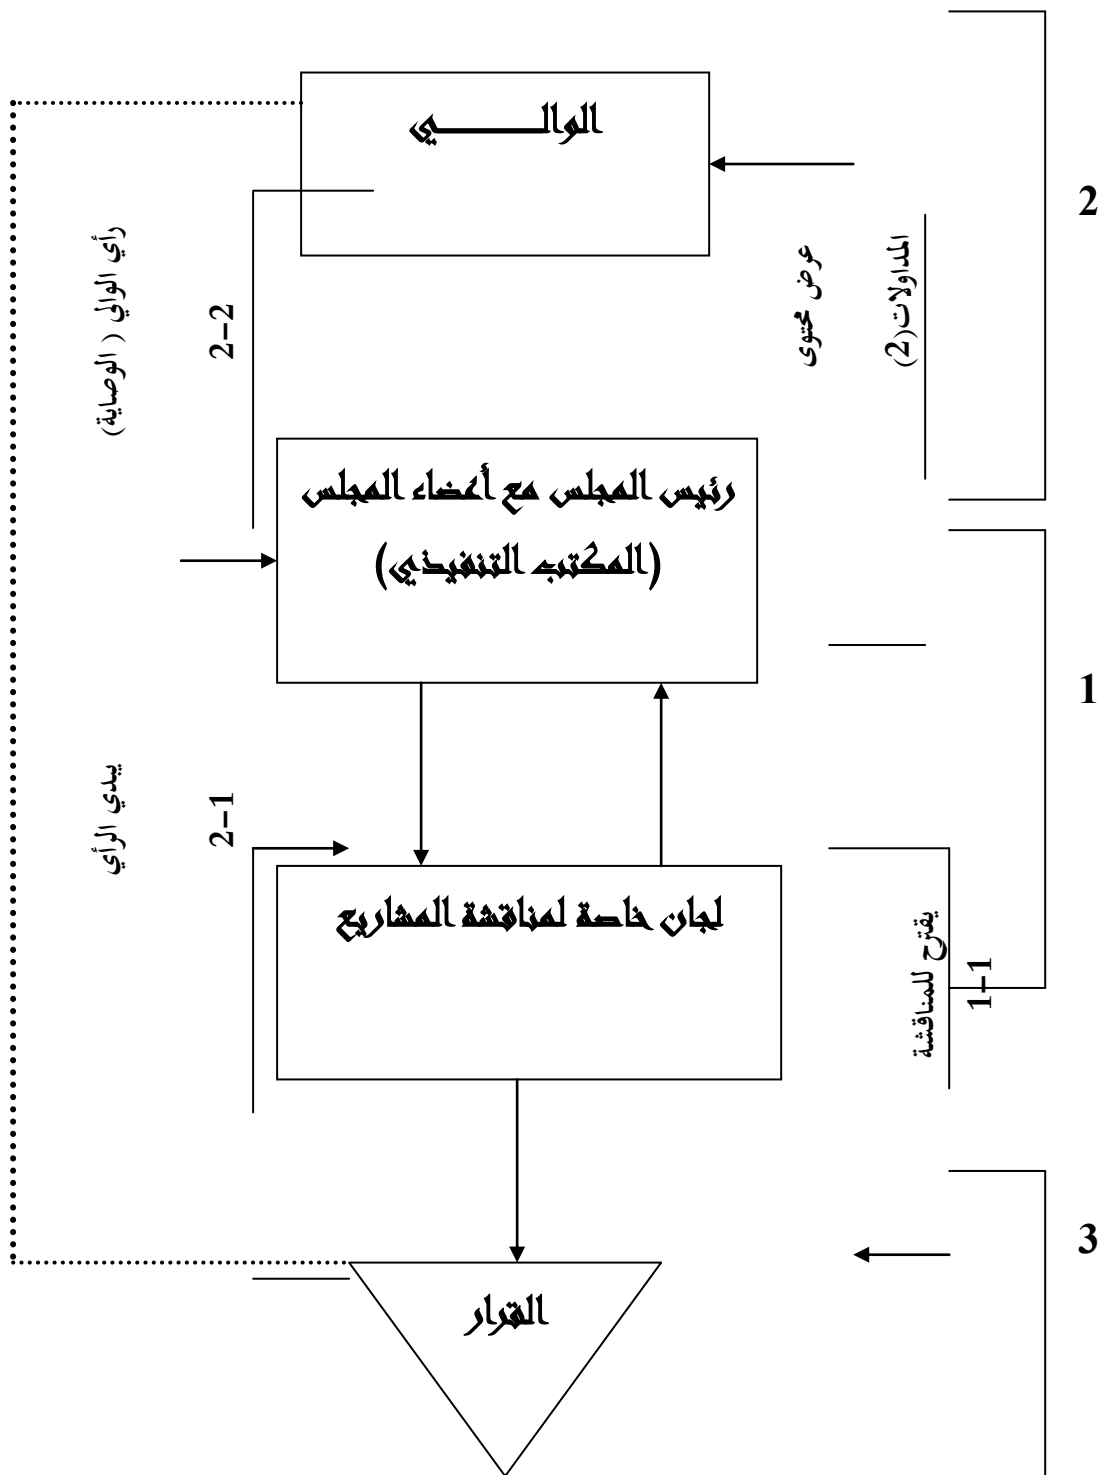 الوالـــــــي
2
رأي الوالي ( الوصاية)
2-2
عرض محتوى
المداولات(2)
رئيس المجلس مع أعضاء المجلس
(المكتب التنفيذي)
1
يبدي الرأي
2-1
لجان خاصة لمناقشة المشاريع
يقترح للمناقشة
1-1
3
القرار